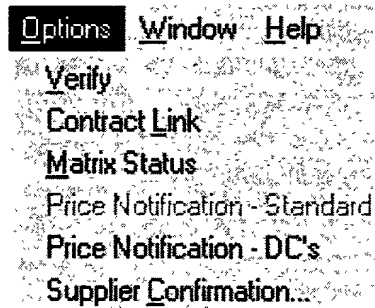 Options Window Help
Verify
Contract Link
Matrix Status
Price Notification - Standard
Price Notification - DC's
Supplier Confirmation...